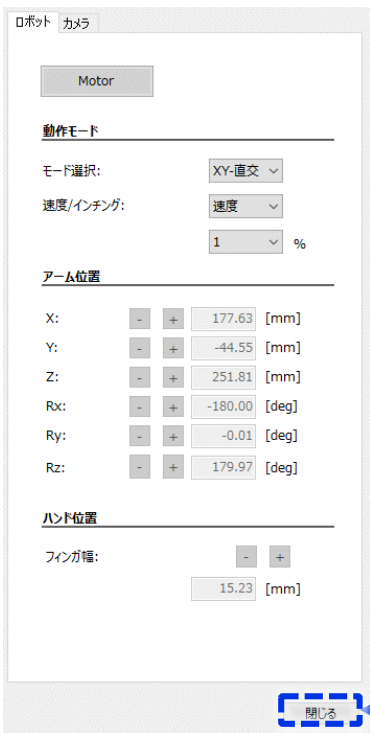 ロボット カメラ
Motor
動作モード
モード選択: XY-直交
速度/インチング: 速度
1 %
アーム位置
X: - + 177.63 [mm]
Y: - + -44.55 [mm]
Z: - + 251.81 [mm]
Rx: - + -180.00 [deg]
Ry: - + -0.01 [deg]
Rz: - + 179.97 [deg]
ハンド位置
フィンガ幅: - +
15.23 [mm]
閉じる